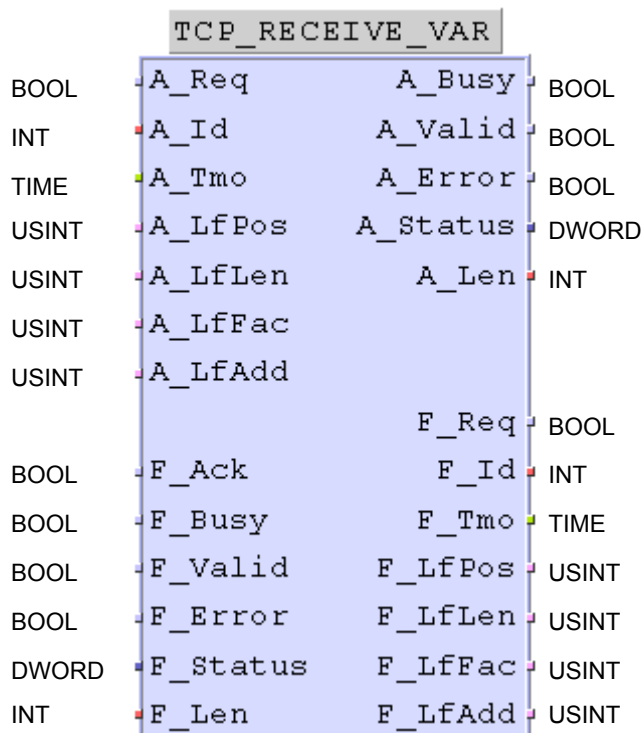 TCP_RECEIVE_VAR
BOOL A_Req A_Busy BOOL
INT A_Id A_Valid BOOL
TIME A_Tmo A_Error BOOL
USINT A_LfPos A_Status DWORD
USINT A_LfLen A_Len INT
USINT A_LfFac
USINT A_LfAdd
F_Req BOOL
BOOL F_Ack F_Id INT
BOOL F_Busy F_Tmo TIME
BOOL F_Valid F_LfPos USINT
BOOL F_Error F_LfLen USINT
DWORD F_Status F_LfFac USINT
INT F_Len F_LfAdd USINT